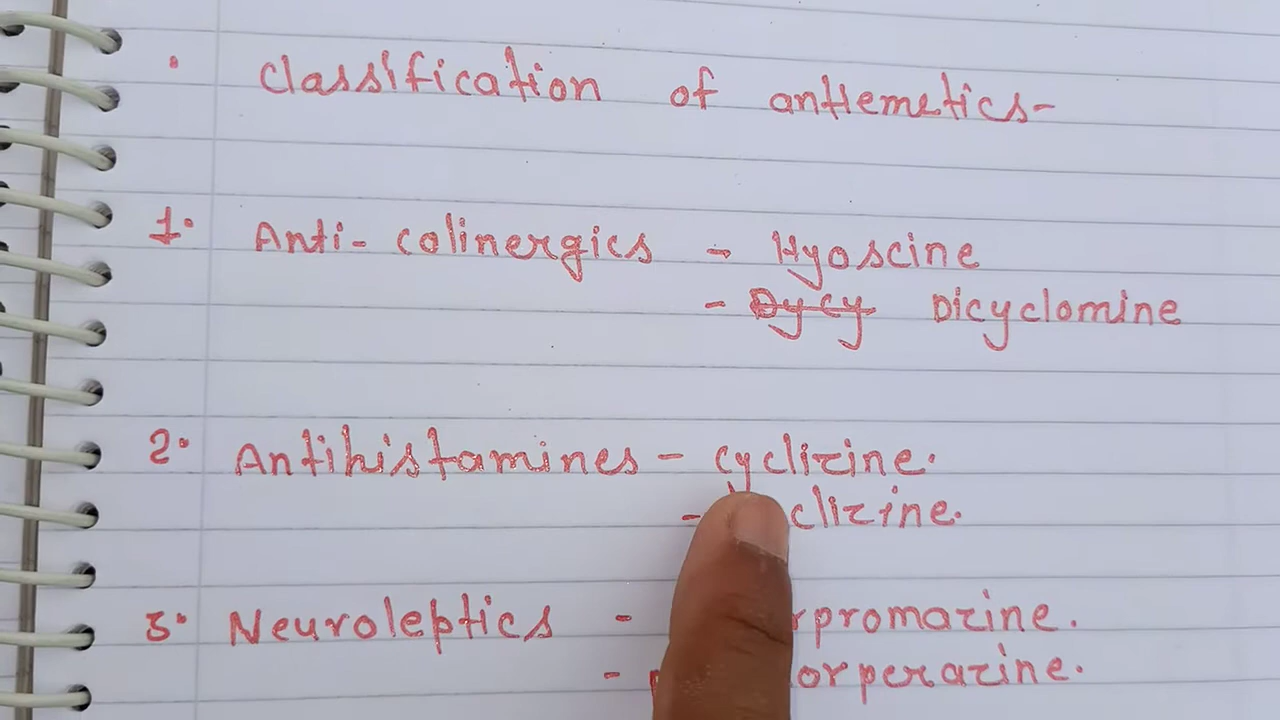 • Classification of antiemetics-
1. Anti-colinergics - Hyoscine
- Dycy Dicyclomine
2. Antihistamines - cyclizine.
- clizine.
3. Neuroleptics - rpromazine.
- orperazine.